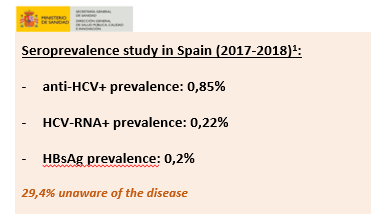 MINISTERIO
DE SANIDAD
SECRETARÍA GENERAL
DE SANIDAD
DIRECCIÓN GENERAL
DE SALUD PÚBLICA, CALIDAD
E INNOVACIÓN
Seroprevalence study in Spain (2017-2018)¹:
- anti-HCV+ prevalence: 0,85%
- HCV-RNA+ prevalence: 0,22%
- HBsAg prevalence: 0,2%
29,4% unaware of the disease